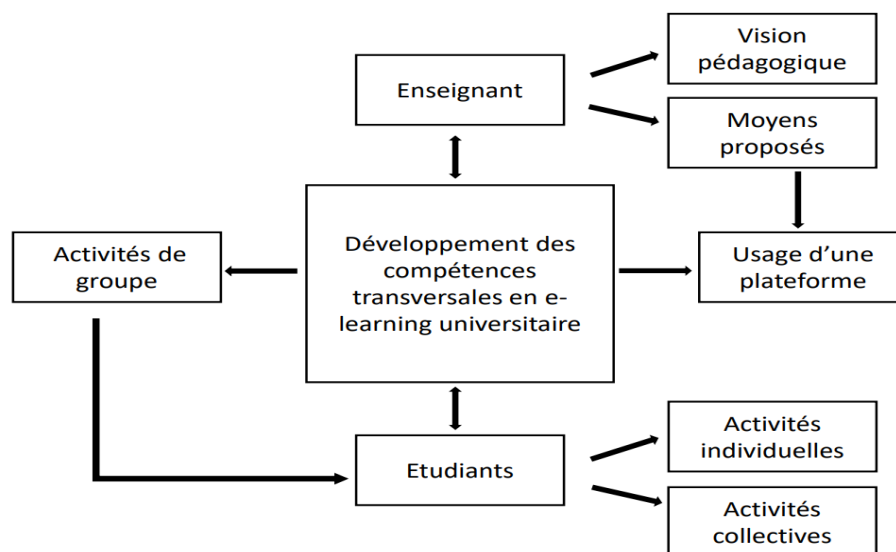 Vision
pédagogique
Enseignant
Moyens
proposés
Activités de
groupe
Développement des
compétences
transversales en e-
learning universitaire
Usage d’une
plateforme
Etudiants
Activités
individuelles
Activités
collectives